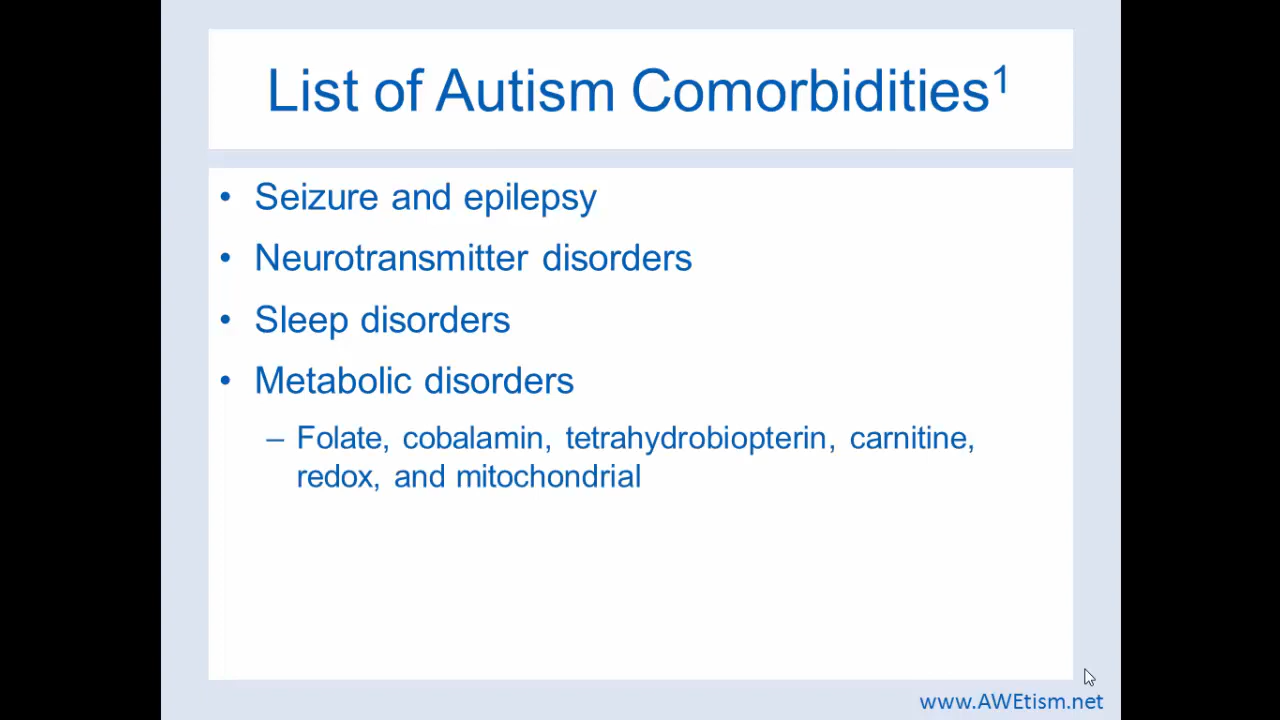 List of Autism Comorbidities¹
• Seizure and epilepsy
• Neurotransmitter disorders
• Sleep disorders
• Metabolic disorders
– Folate, cobalamin, tetrahydrobiopterin, carnitine,
redox, and mitochondrial
www.AWEtism.net